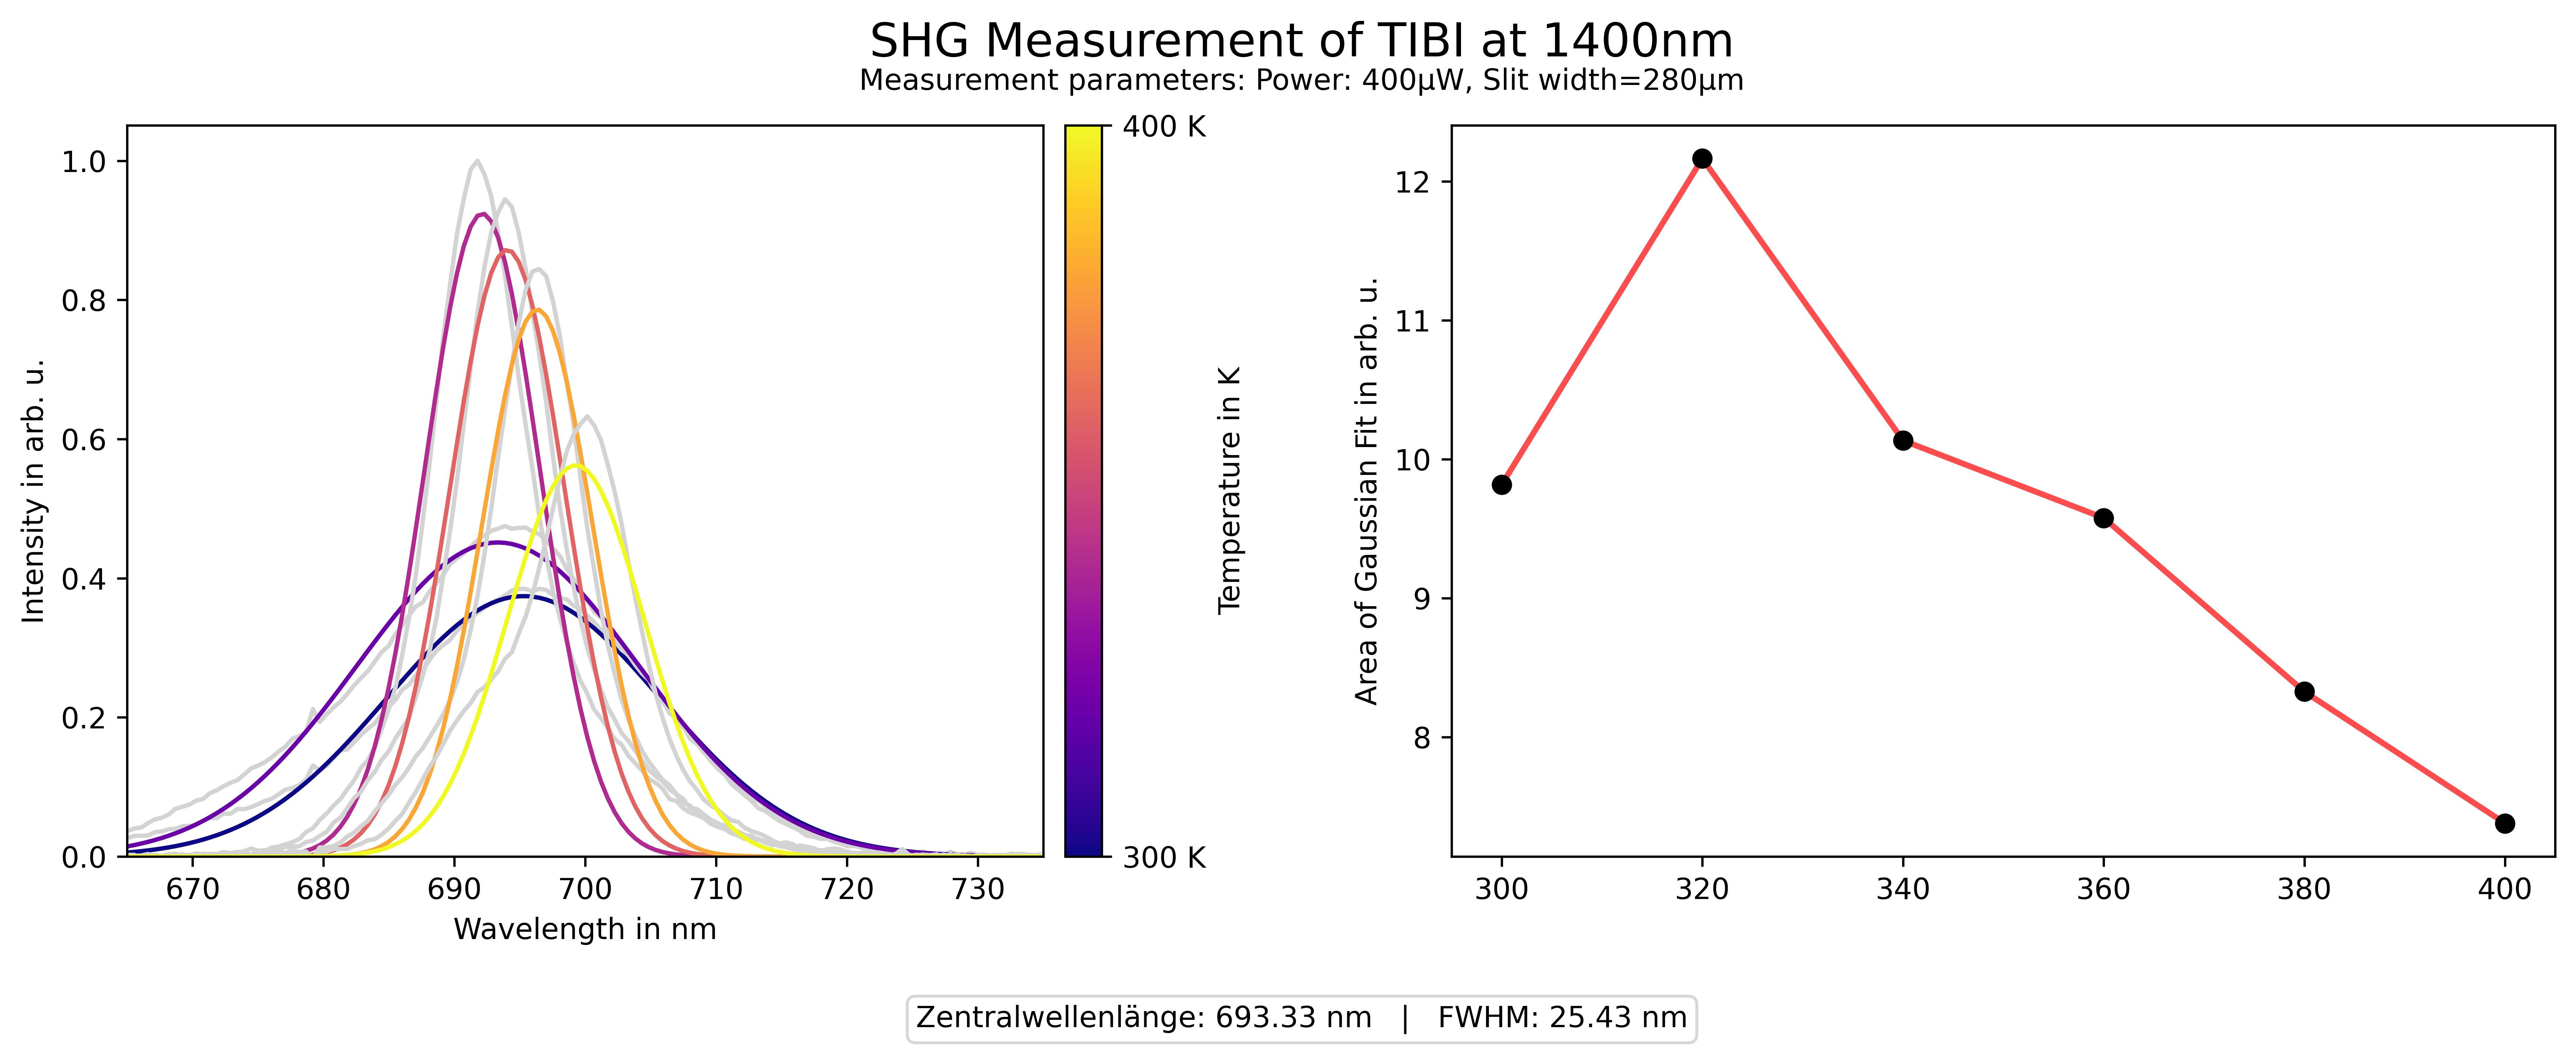 SHG Measurement of TIBI at 1400nm
Measurement parameters: Power: 400µW, Slit width=280µm
Intensity in arb. u.
1.0
0.8
0.6
0.4
0.2
0.0
670 680 690 700 710 720 730
Wavelength in nm
400 K
300 K
Temperature in K
Area of Gaussian Fit in arb. u.
12
11
10
9
8
300 320 340 360 380 400
Zentralwellenlänge: 693.33 nm | FWHM: 25.43 nm